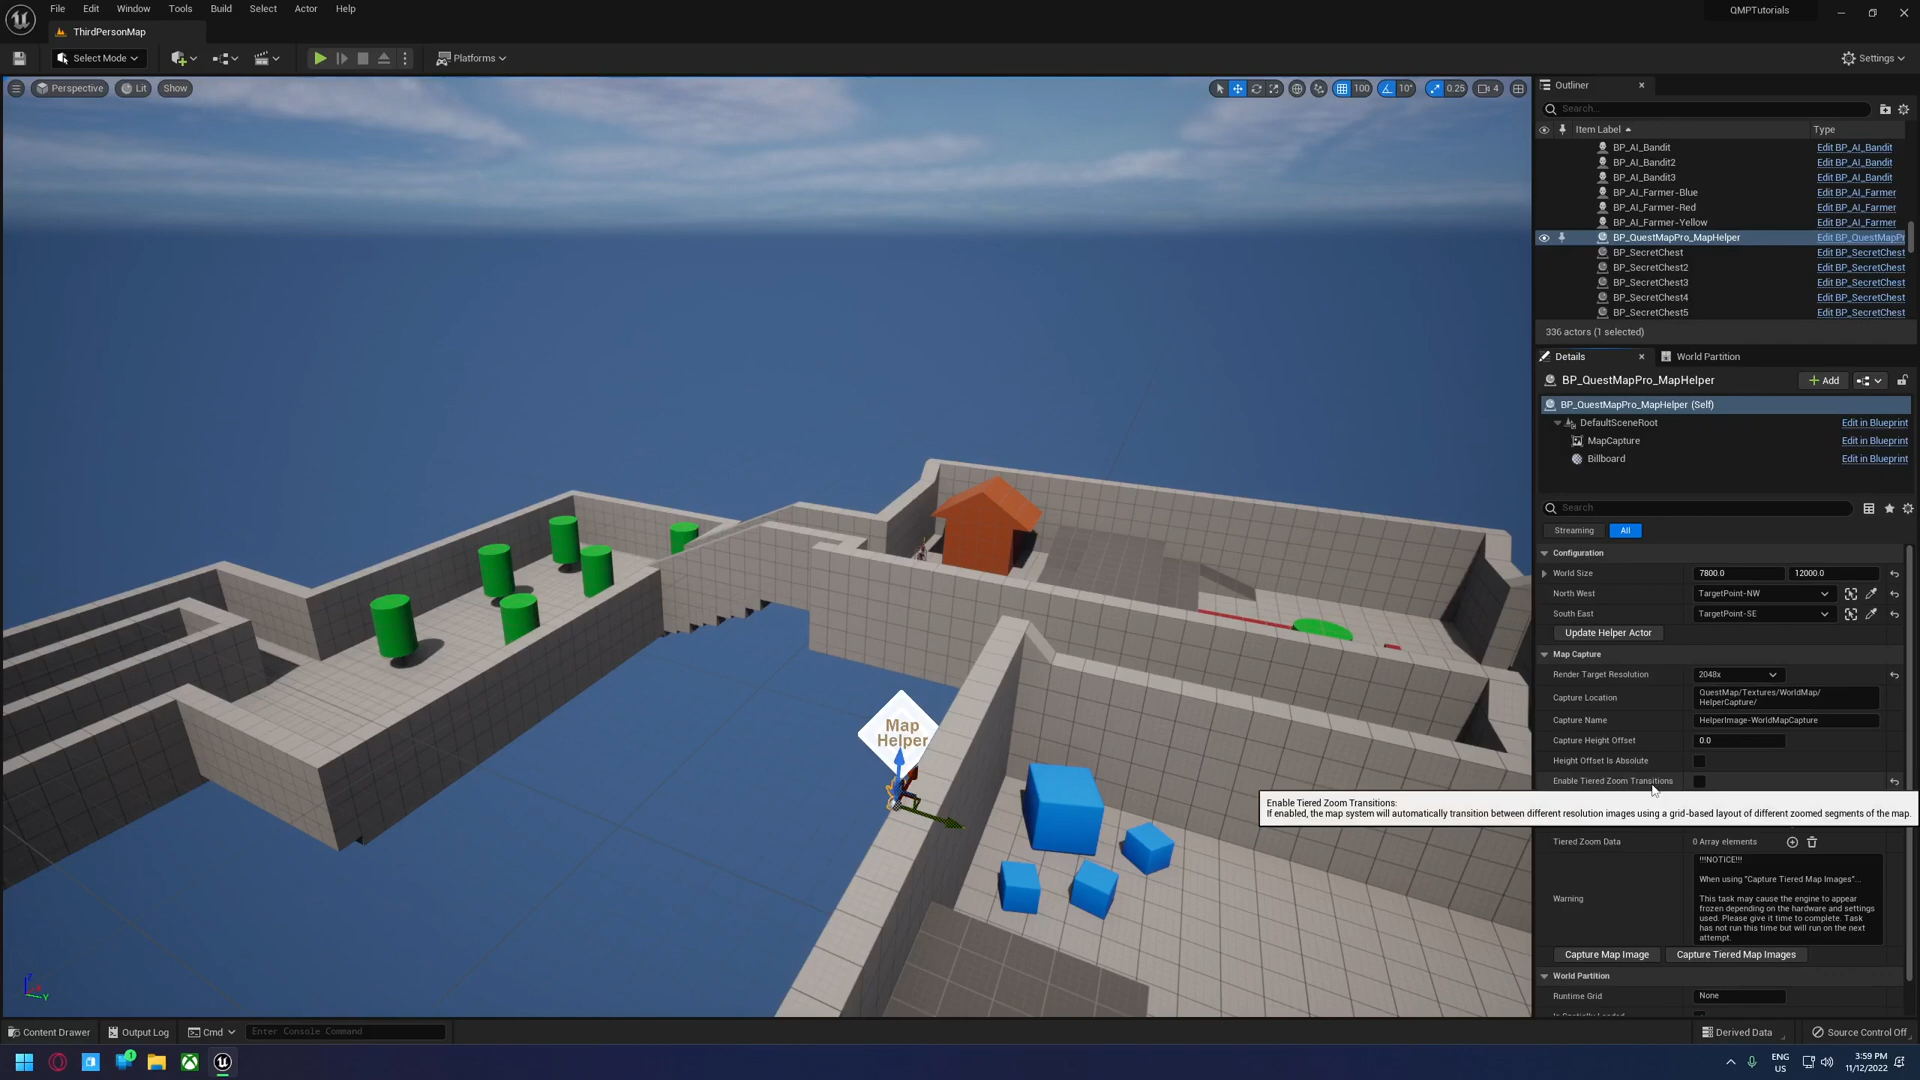 File Edit Window Tools Build Select Actor Help
QMPTutorials
ThirdPersonMap
Select Mode
Platforms
Settings
Perspective Lit Show
100 10° 0.25 4
Outliner
Search...
Item Label Type
BP_AI_Bandit Edit BP_AI_Bandit
BP_AI_Bandit2 Edit BP_AI_Bandit
BP_AI_Bandit3 Edit BP_AI_Bandit
BP_AI_Farmer-Blue Edit BP_AI_Farmer
BP_AI_Farmer-Red Edit BP_AI_Farmer
BP_AI_Farmer-Yellow Edit BP_AI_Farmer
BP_QuestMapPro_MapHelper Edit BP_QuestMapPr
BP_SecretChest Edit BP_SecretChest
BP_SecretChest2 Edit BP_SecretChest
BP_SecretChest3 Edit BP_SecretChest
BP_SecretChest4 Edit BP_SecretChest
BP_SecretChest5 Edit BP_SecretChest
336 actors (1 selected)
Details World Partition
BP_QuestMapPro_MapHelper Add
BP_QuestMapPro_MapHelper (Self)
DefaultSceneRoot Edit in Blueprint
MapCapture Edit in Blueprint
Billboard Edit in Blueprint
Search
Streaming All
Configuration
World Size 7800.0 12000.0
North West TargetPoint-NW
South East TargetPoint-SE
Update Helper Actor
Map Capture
Render Target Resolution 2048x
Capture Location QuestMap/Textures/WorldMap/
HelperCapture/
Capture Name HelperImage-WorldMapCapture
Capture Height Offset 0.0
Height Offset Is Absolute
Enable Tiered Zoom Transitions
Enable Tiered Zoom Transitions:
If enabled, the map system will automatically transition between different resolution images using a grid-based layout of different zoomed segments of the map.
Tiered Zoom Data 0 Array elements
Warning
!!!NOTICE!!!
When using "Capture Tiered Map Images"...
This task may cause the engine to appear
frozen depending on the hardware and settings
used. Please give it time to complete. Task
has not run this time but will run on the next
attempt.
Capture Map Image Capture Tiered Map Images
World Partition
Runtime Grid None
Map
Helper
Z
Y
Content Drawer Output Log Cmd Enter Console Command
Derived Data Source Control Off
1
ENG
US
3:59 PM
11/12/2022